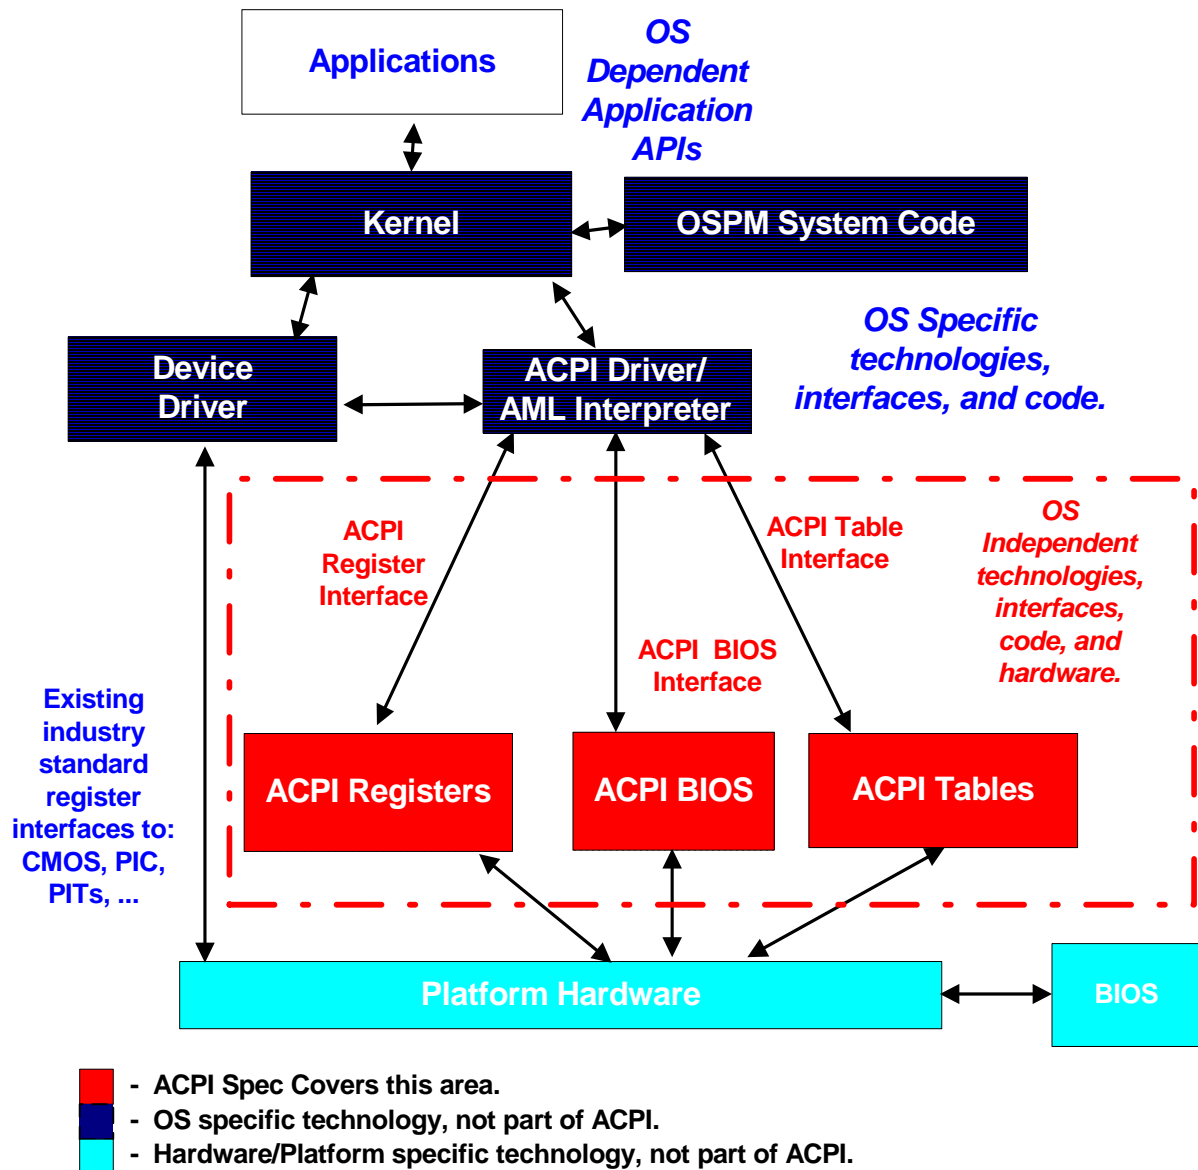 Applications
OS
Dependent
Application
APIs
Kernel
OSPM System Code
OS Specific
technologies,
interfaces, and code.
Device
Driver
ACPI Driver/
AML Interpreter
ACPI
Register
Interface
ACPI Table
Interface
OS
Independent
technologies,
interfaces,
code, and
hardware.
ACPI BIOS
Interface
Existing
industry
standard
register
interfaces to:
CMOS, PIC,
PITs, ...
ACPI Registers
ACPI BIOS
ACPI Tables
Platform Hardware
BIOS
- ACPI Spec Covers this area.
- OS specific technology, not part of ACPI.
- Hardware/Platform specific technology, not part of ACPI.